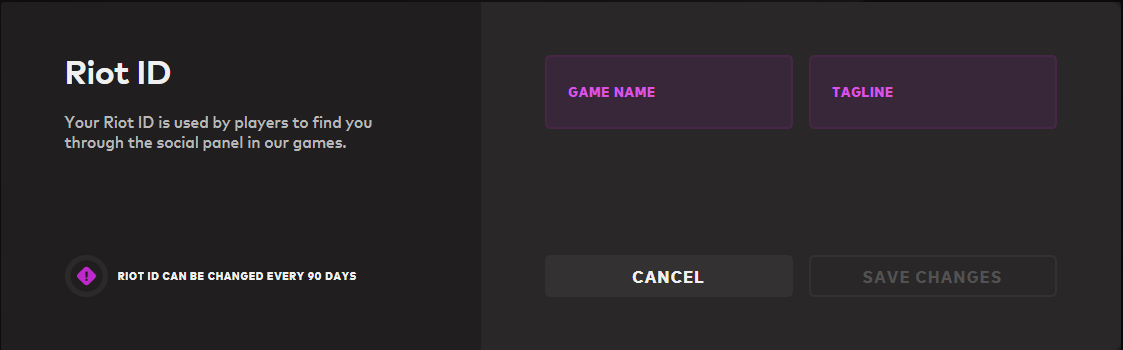 Riot ID
Your Riot ID is used by players to find you
through the social panel in our games.
RIOT ID CAN BE CHANGED EVERY 90 DAYS
GAME NAME
TAGLINE
CANCEL
SAVE CHANGES